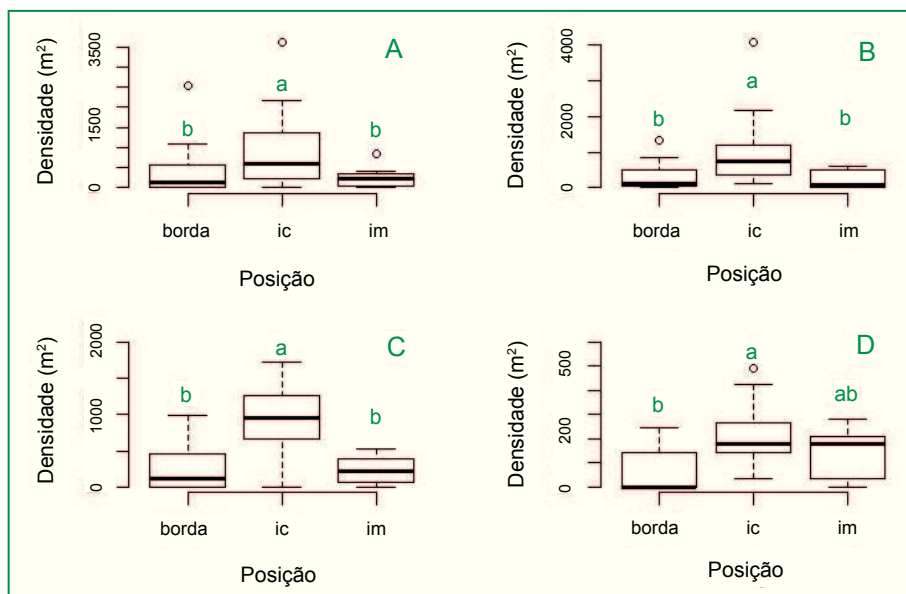 A
Densidade (m²)
3500
1500
0
b
a
b
borda
ic
im
Posição
B
Densidade (m²)
4000
2000
0
b
a
b
borda
ic
im
Posição
C
Densidade (m²)
2000
1000
0
b
a
b
borda
ic
im
Posição
D
Densidade (m²)
500
200
0
b
a
ab
borda
ic
im
Posição